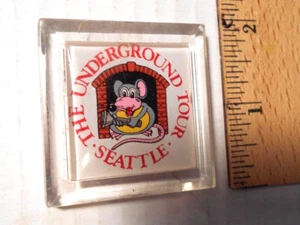 THE UNDERGROUND TOUR
· SEATTLE ·
1
2